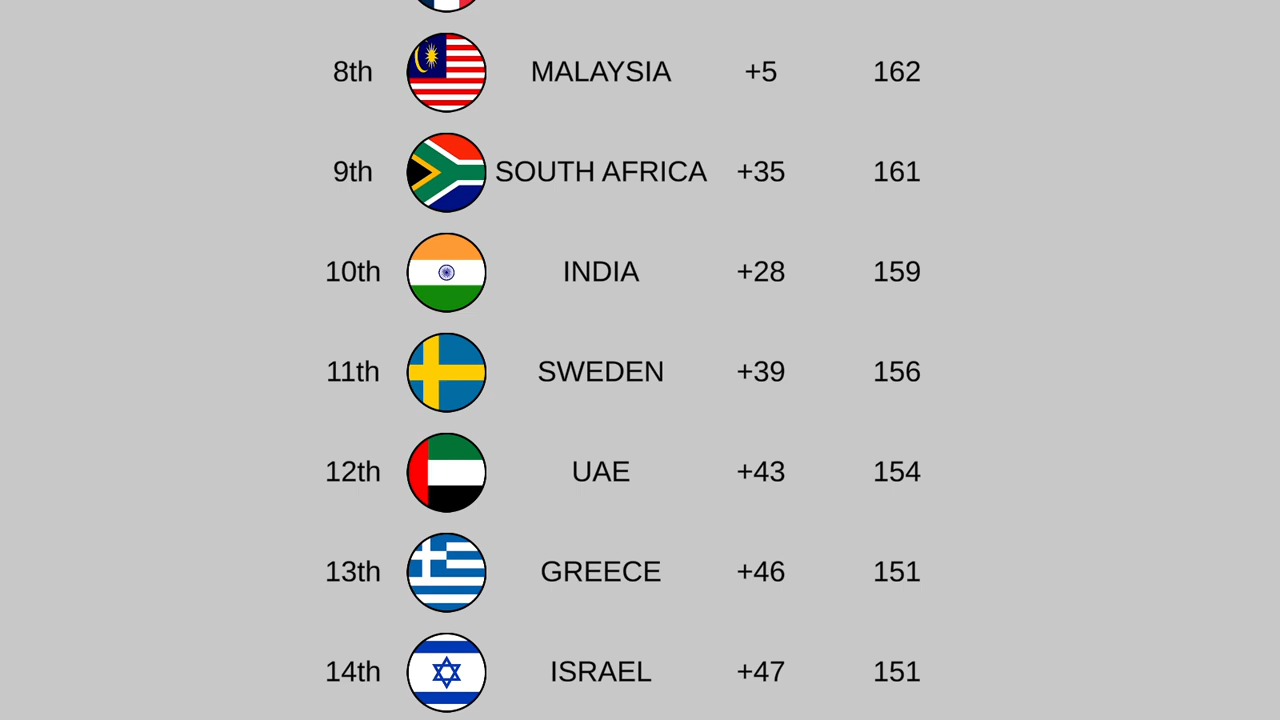 8th MALAYSIA +5 162
9th SOUTH AFRICA +35 161
10th INDIA +28 159
11th SWEDEN +39 156
12th UAE +43 154
13th GREECE +46 151
14th ISRAEL +47 151